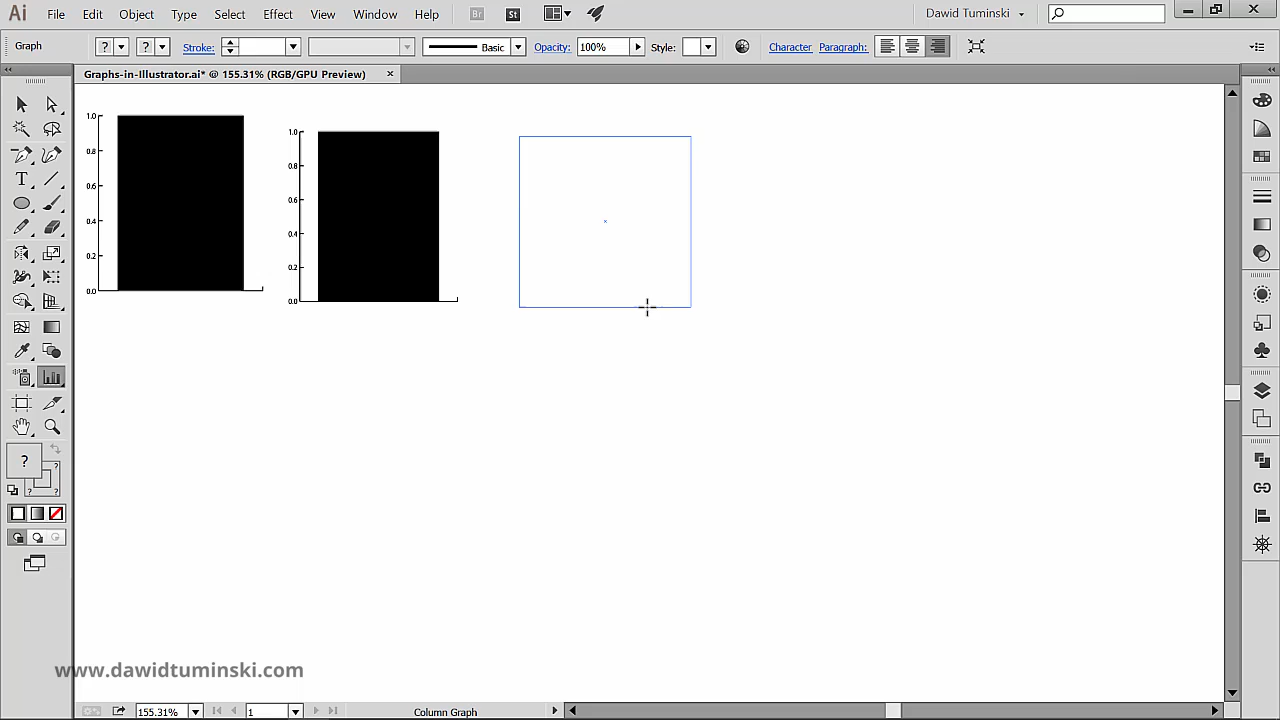 Ai File Edit Object Type Select Effect View Window Help Br St Dawid Tuminski
Graph ? ? Stroke: Basic Opacity: 100% Style: Character Paragraph:
Graphs-in-Illustrator.ai* @ 155.31% (RGB/GPU Preview) ×
1.0
0.8
0.6
0.4
0.2
0.0
1.0
0.8
0.6
0.4
0.2
0.0
T
?
?
? ?
www.dawidtuminski.com
155.31% 1 Column Graph